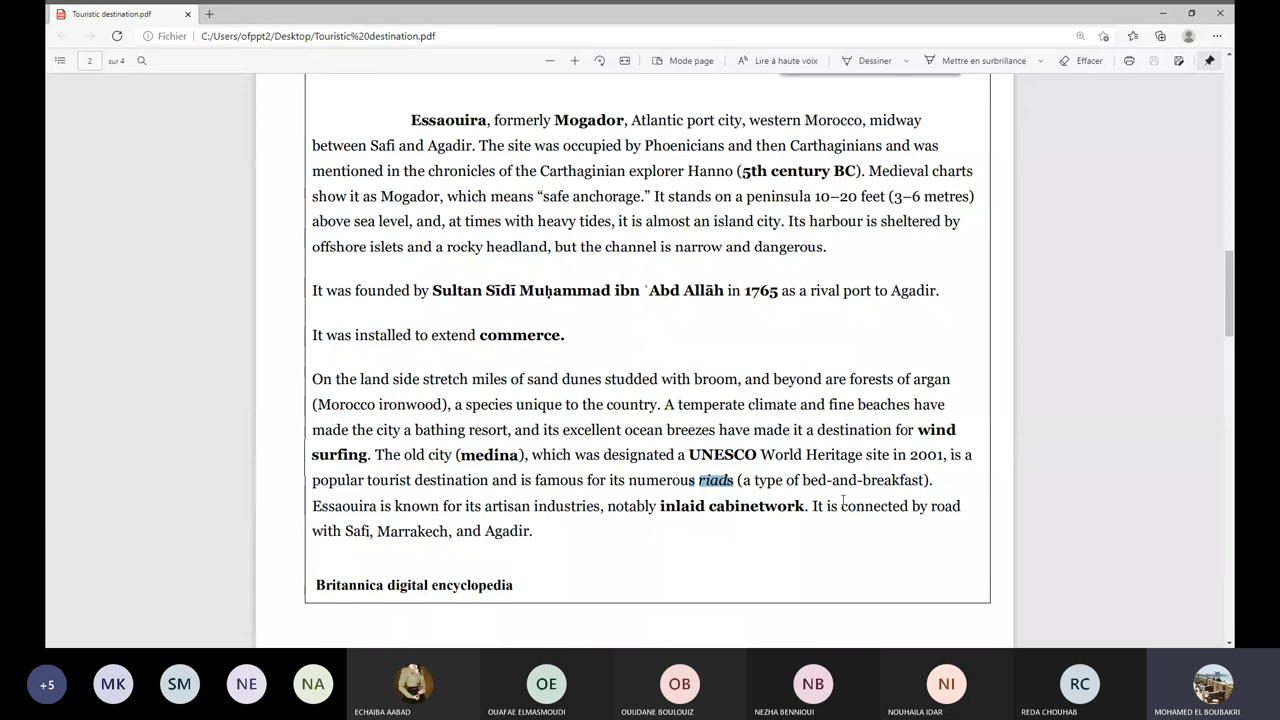 Touristic destination.pdf
Fichier C:/Users/ofppt2/Desktop/Touristic%20destination.pdf
2 sur 4 Mode page Lire à haute voix Dessiner Mettre en surbrillance Effacer
Essaouira, formerly Mogador, Atlantic port city, western Morocco, midway
between Safi and Agadir. The site was occupied by Phoenicians and then Carthaginians and was
mentioned in the chronicles of the Carthaginian explorer Hanno (5th century BC). Medieval charts
show it as Mogador, which means “safe anchorage.” It stands on a peninsula 10–20 feet (3–6 metres)
above sea level, and, at times with heavy tides, it is almost an island city. Its harbour is sheltered by
offshore islets and a rocky headland, but the channel is narrow and dangerous.
It was founded by Sultan Sīdī Muḥammad ibn ʿAbd Allāh in 1765 as a rival port to Agadir.
It was installed to extend commerce.
On the land side stretch miles of sand dunes studded with broom, and beyond are forests of argan
(Morocco ironwood), a species unique to the country. A temperate climate and fine beaches have
made the city a bathing resort, and its excellent ocean breezes have made it a destination for wind
surfing. The old city (medina), which was designated a UNESCO World Heritage site in 2001, is a
popular tourist destination and is famous for its numerous riads (a type of bed-and-breakfast).
Essaouira is known for its artisan industries, notably inlaid cabinetwork. It is connected by road
with Safi, Marrakech, and Agadir.
Britannica digital encyclopedia
+5 MK SM NE NA OE OB NB NI RC
ECHAIBA AABAD OUAFAE ELMASMOUDI OUIJDANE BOULOUIZ NEZHA BENNIOUI NOUHAILA IDAR REDA CHOUHAB MOHAMED EL BOUBAKRI